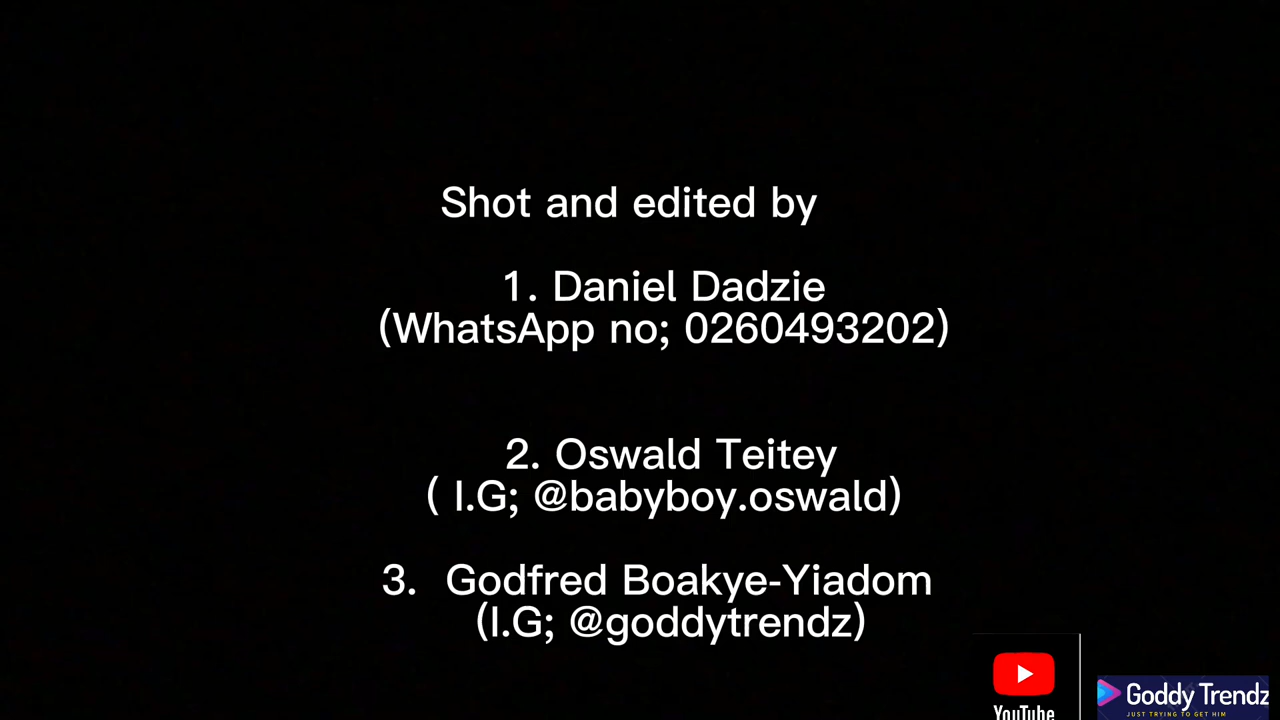 Shot and edited by
1. Daniel Dadzie
(WhatsApp no; 0260493202)
2. Oswald Teitey
( I.G; @babyboy.oswald)
3. Godfred Boakye-Yiadom
(I.G; @goddytrendz)
YouTube
Goddy Trendz
JUST TRYING TO GET HIM